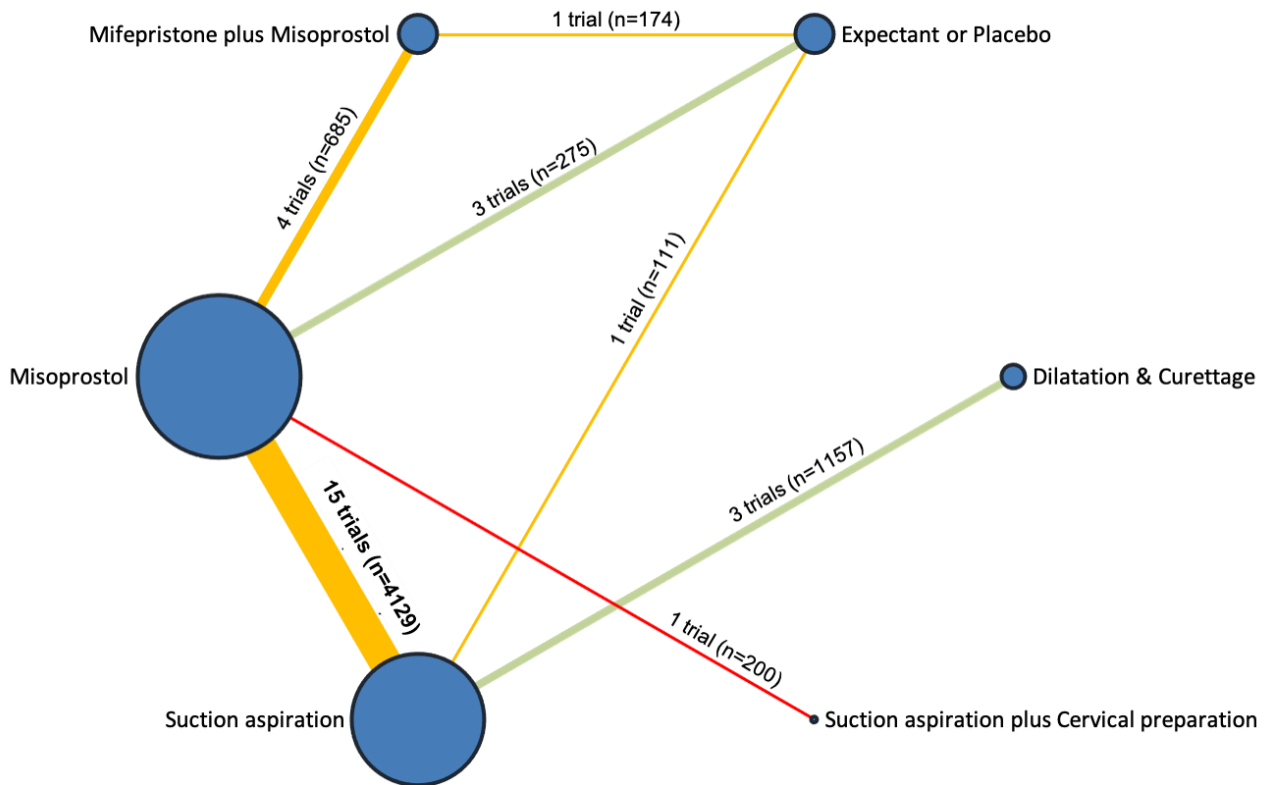 1 trial (n=174)
Mifepristone plus Misoprostol
Expectant or Placebo
4 trials (n=685)
3 trials (n=275)
1 trial (n=111)
Misoprostol
Dilatation & Curettage
3 trials (n=1157)
15 trials (n=4129)
1 trial (n=200)
Suction aspiration
Suction aspiration plus Cervical preparation